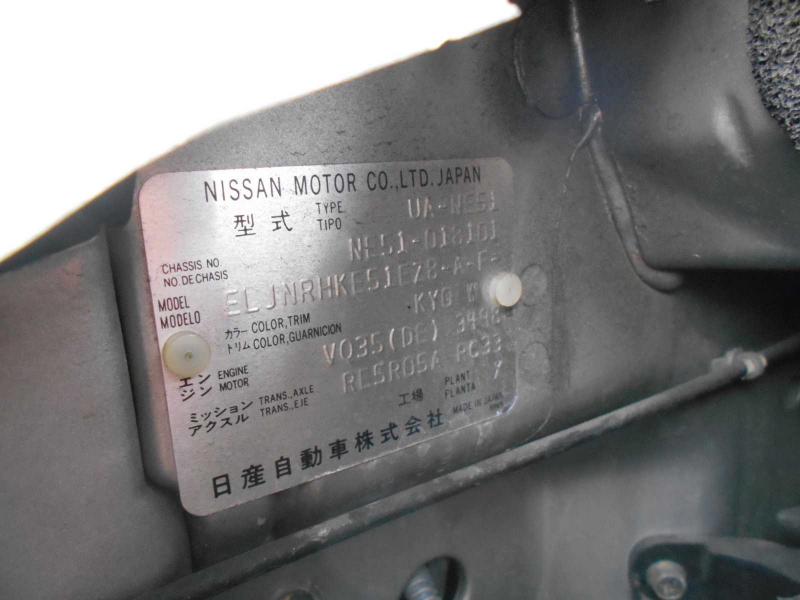 NISSAN MOTOR CO.,LTD. JAPAN
型式 TYPE TIPO UA-NE51
CHASSIS NO. NO. DE CHASIS NE51-018101
MODEL MODELO ELJNRHKE51EZ8-A-F-
カラー COLOR,TRIM KYO
トリム COLOR,GUARNICION
エンジン ENGINE MOTOR VQ35(DE) 3498
ミッション TRANS.,AXLE RE5R05A PC33
アクスル TRANS.,EJE
工場 PLANT PLANTA
MADE IN JAPAN
日産自動車株式会社